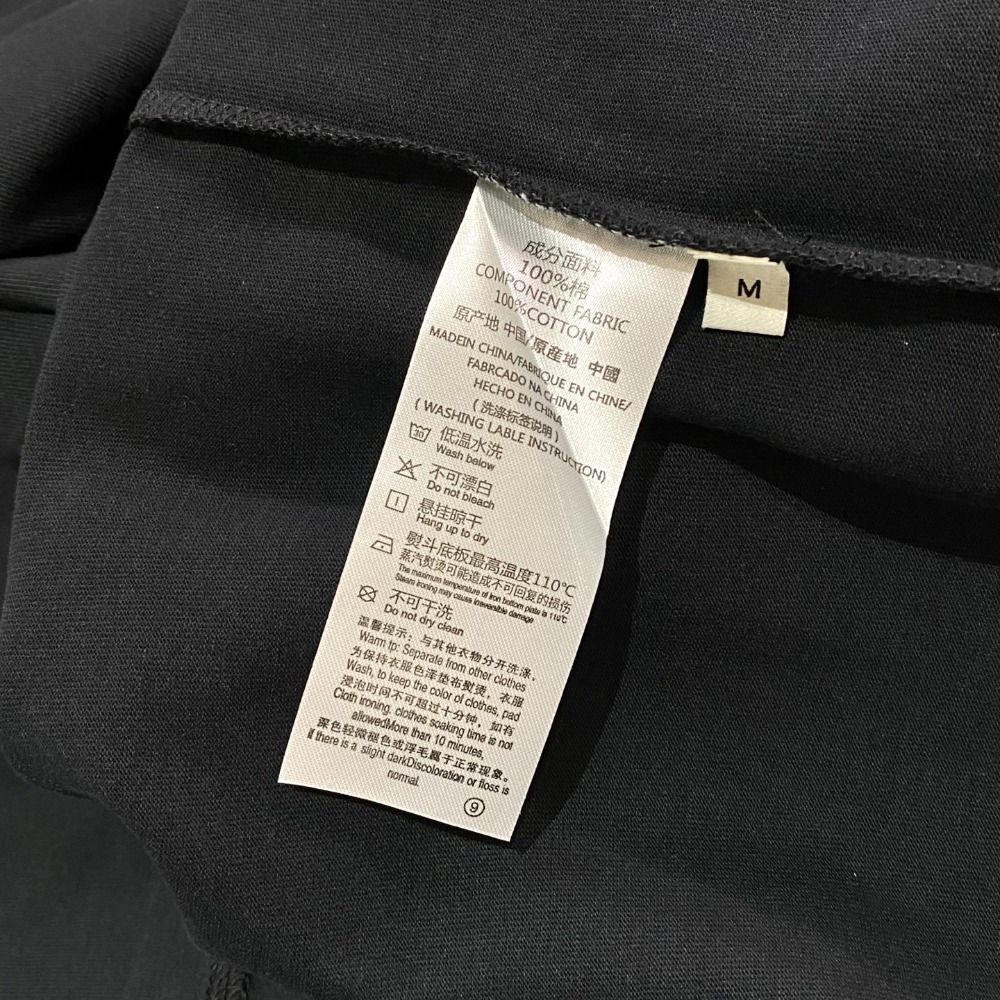 成分面料
100%棉
COMPONENT FABRIC
100%COTTON
原产地 中国/原産地 中國
MADEIN CHINA/FABRIQUE EN CHINE/
FABRCADO NA CHINA
HECHO EN CHINA
(洗涤标签说明)
( WASHING LABLE INSTRUCTION)
30 低温水洗
Wash below
不可漂白
Do not bleach
悬挂晾干
Hang up to dry
熨斗底板最高温度110℃
蒸汽熨烫可能造成不可回复的损伤
The maximum temperature of iron bottom plate is 110℃
Steam ironing may cause irreversible damage
不可干洗
Do not dry clean
温馨提示：与其他衣物分开洗涤，
Warm tp: Separate from other clothes
为保持衣服色泽垫布熨烫，衣服
Wash, to keep the color of clothes, pad
浸泡时间不可超过十分钟，如有
Cloth ironing, clothes soaking time is not
allowedMore than 10 minutes,
深色轻微褪色或浮毛属于正常现象。
if there is a slight darkDiscoloration or floss is
normal.
9
M